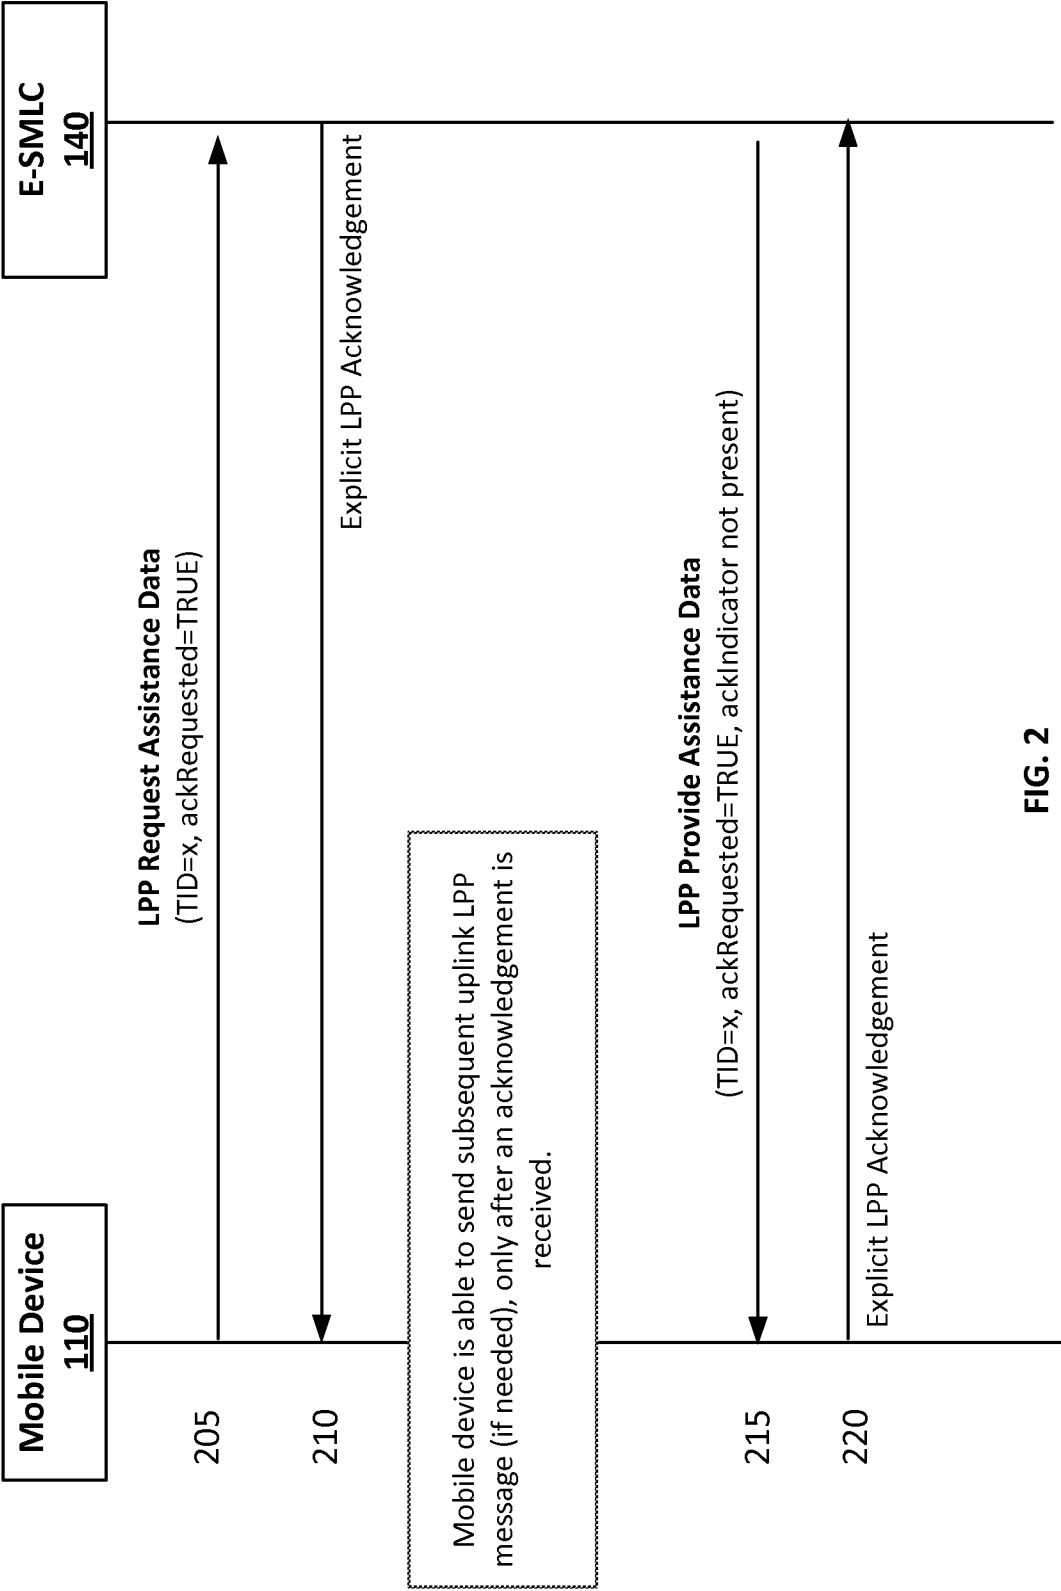 Mobile Device
110
E-SMLC
140
LPP Request Assistance Data
(TID=x, ackRequested=TRUE)
205
210
Explicit LPP Acknowledgement
Mobile device is able to send subsequent uplink LPP
message (if needed), only after an acknowledgement is
received.
LPP Provide Assistance Data
(TID=x, ackRequested=TRUE, ackIndicator not present)
215
220
Explicit LPP Acknowledgement
FIG. 2